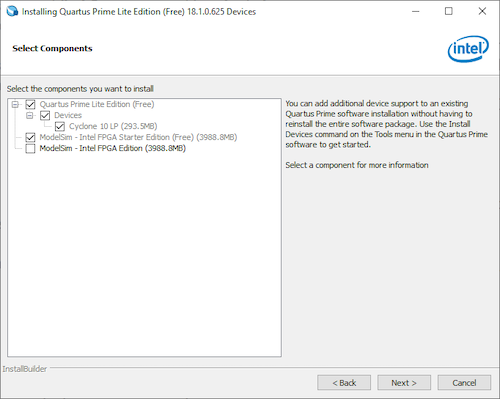 Installing Quartus Prime Lite Edition (Free) 18.1.0.625 Devices
Select Components
intel
Select the components you want to install
Quartus Prime Lite Edition (Free)
Devices
Cyclone 10 LP (293.5MB)
ModelSim - Intel FPGA Starter Edition (Free) (3988.8MB)
ModelSim - Intel FPGA Edition (3988.8MB)
You can add additional device support to an existing
Quartus Prime software installation without having to
reinstall the entire software package. Use the Install
Devices command on the Tools menu in the Quartus Prime
software to get started.
Select a component for more information
InstallBuilder
< Back
Next >
Cancel